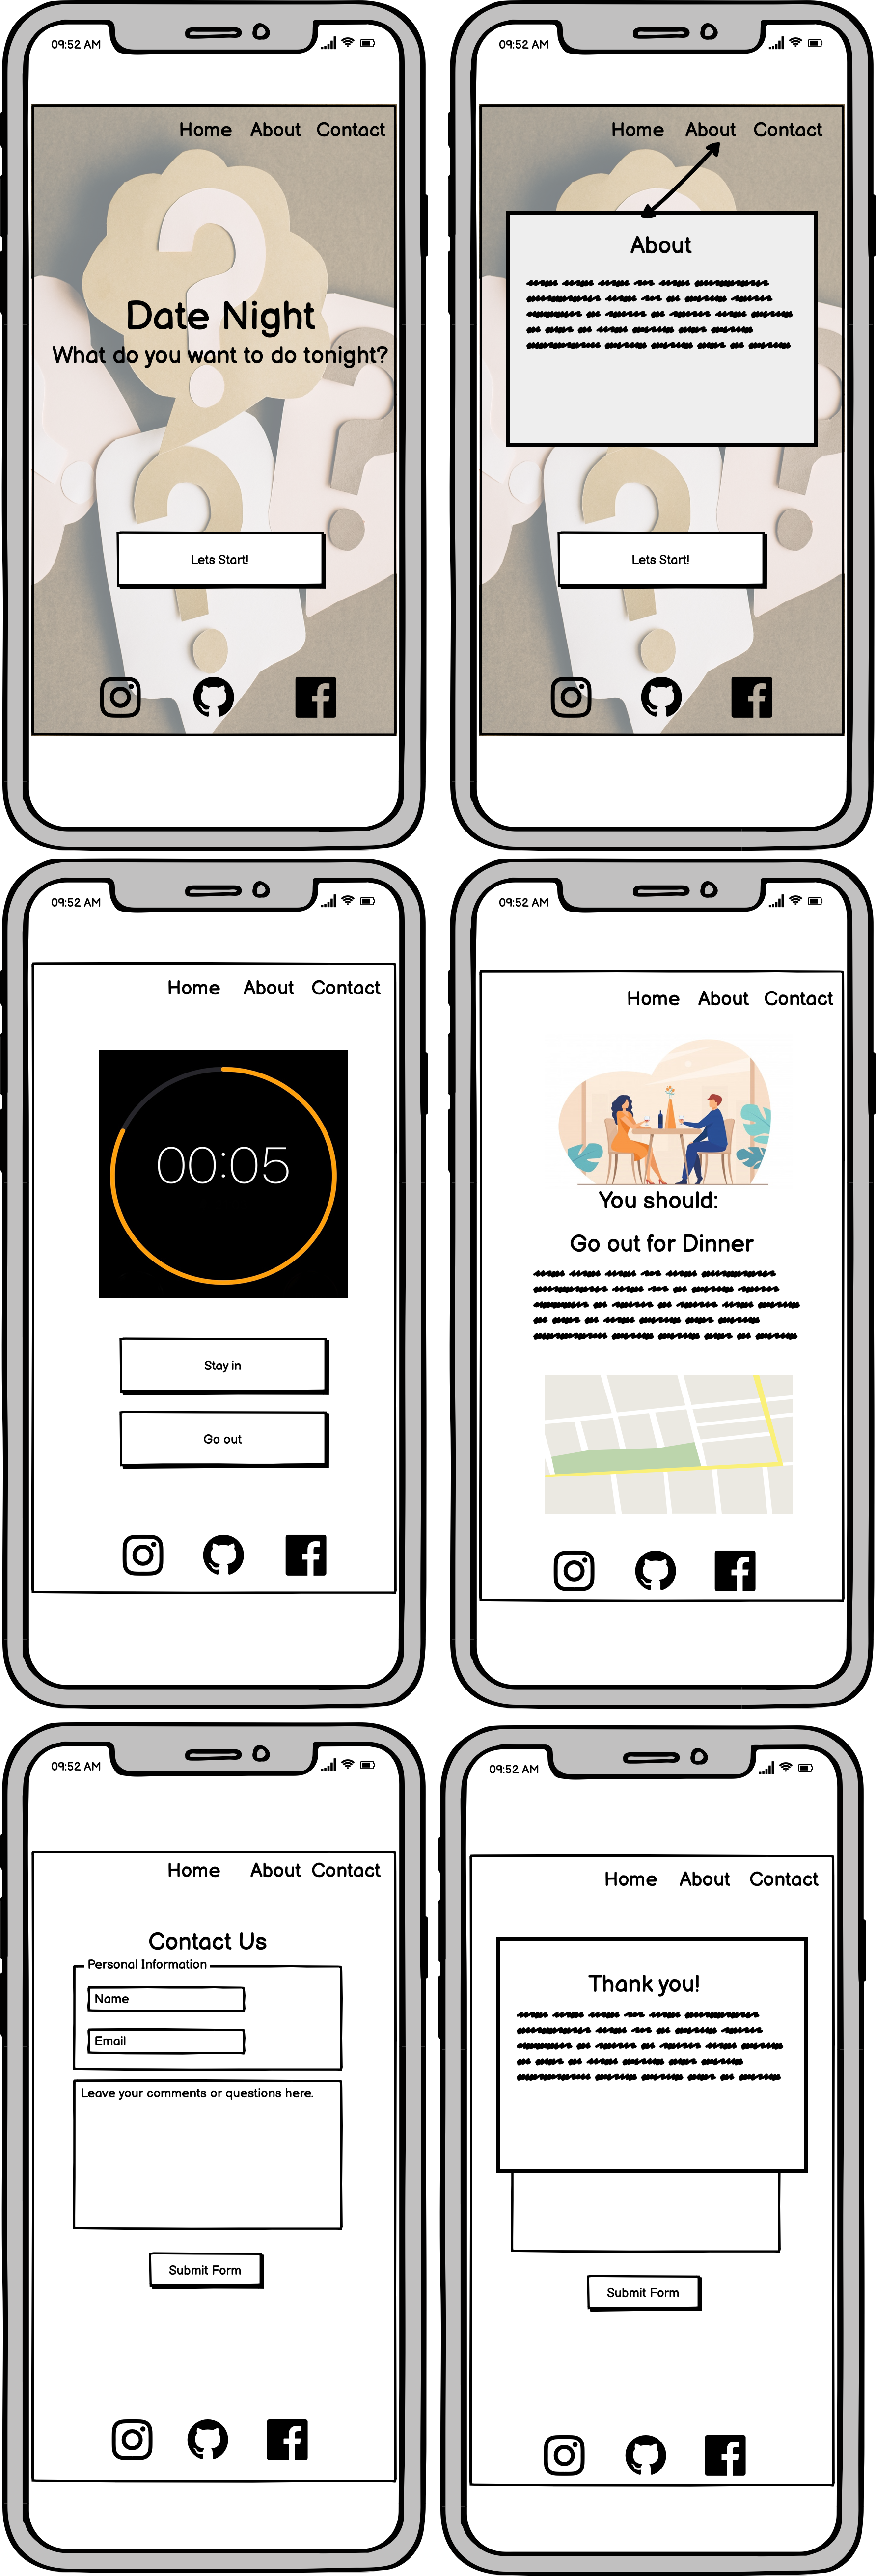 09:52 AM
Home About Contact
Date Night
What do you want to do tonight?
Lets Start!
09:52 AM
Home About Contact
About
Lets Start!
09:52 AM
Home About Contact
00:05
Stay in
Go out
09:52 AM
Home About Contact
You should:
Go out for Dinner
09:52 AM
Home About Contact
Contact Us
Personal Information
Name
Email
Leave your comments or questions here.
Submit Form
09:52 AM
Home About Contact
Thank you!
Submit Form